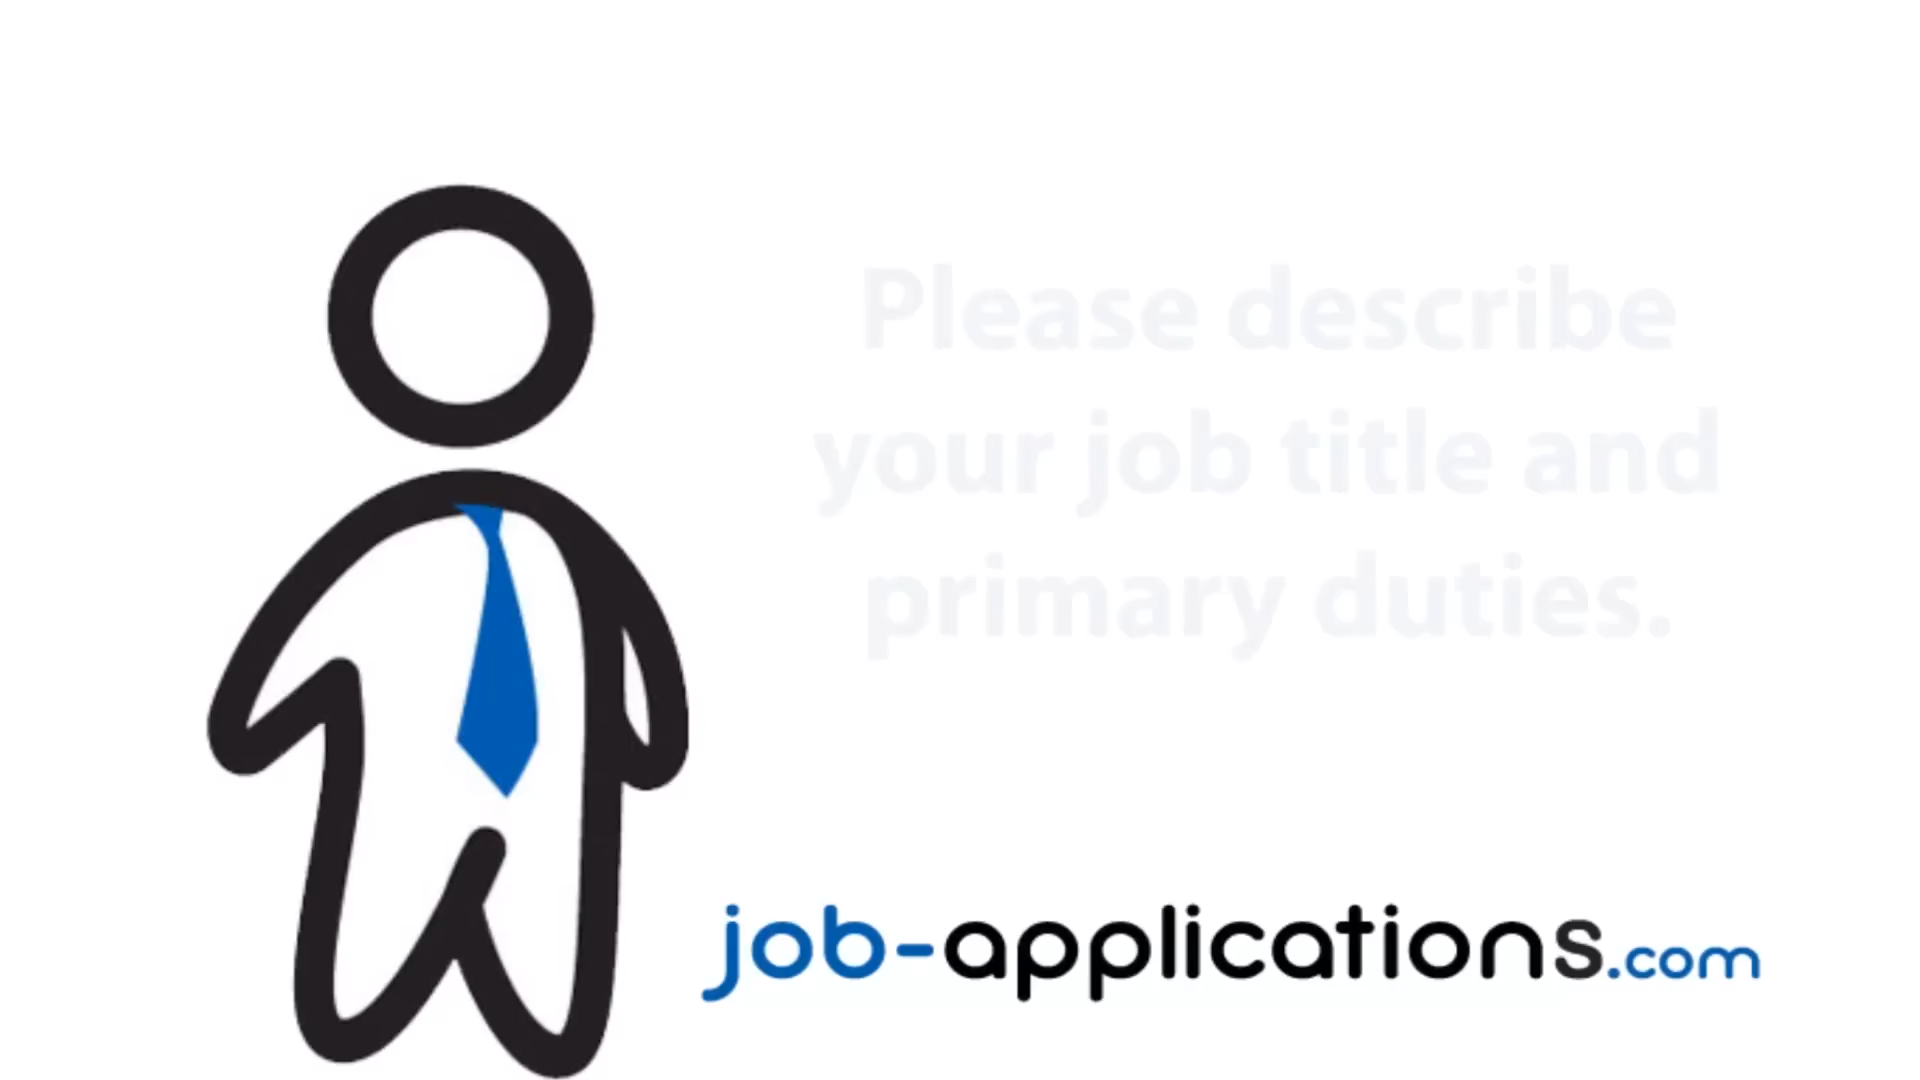 Please describe
your job title and
primary duties.
job-applications.com